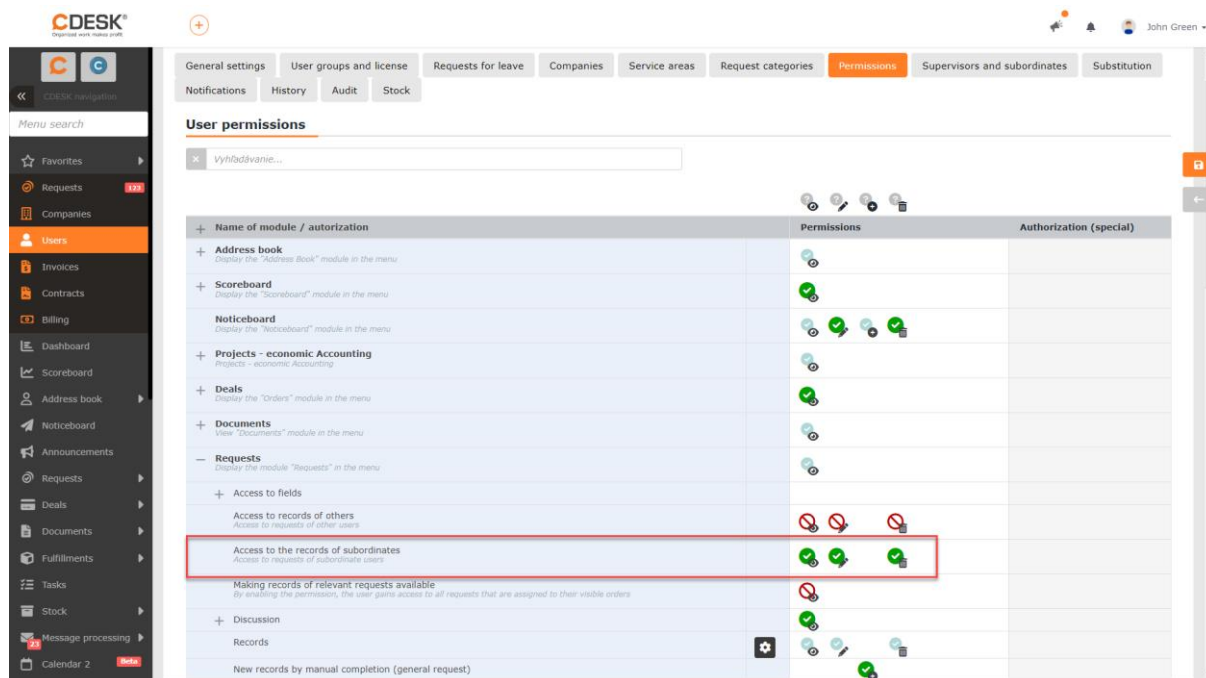 CDESK®
Organized work makes profit.
John Green
General settings User groups and license Requests for leave Companies Service areas Request categories Permissions Supervisors and subordinates Substitution
Notifications History Audit Stock
CDESK navigation
Menu search
Favorites
Requests 123
Companies
Users
Invoices
Contracts
Billing
Dashboard
Scoreboard
Address book
Noticeboard
Announcements
Requests
Deals
Documents
Fulfillments
Tasks
Stock
Message processing 23
Calendar 2 Beta
User permissions
Vyhľadávanie...
Name of module / autorization Permissions Authorization (special)
Address book
Display the "Address Book" module in the menu
Scoreboard
Display the "Scoreboard" module in the menu
Noticeboard
Display the "Noticeboard" module in the menu
Projects - economic Accounting
Projects - economic Accounting
Deals
Display the "Orders" module in the menu
Documents
View "Documents" module in the menu
Requests
Display the module "Requests" in the menu
Access to fields
Access to records of others
Access to requests of other users
Access to the records of subordinates
Access to requests of subordinate users
Making records of relevant requests available
By enabling the permission, the user gains access to all requests that are assigned to their visible orders
Discussion
Records
New records by manual completion (general request)